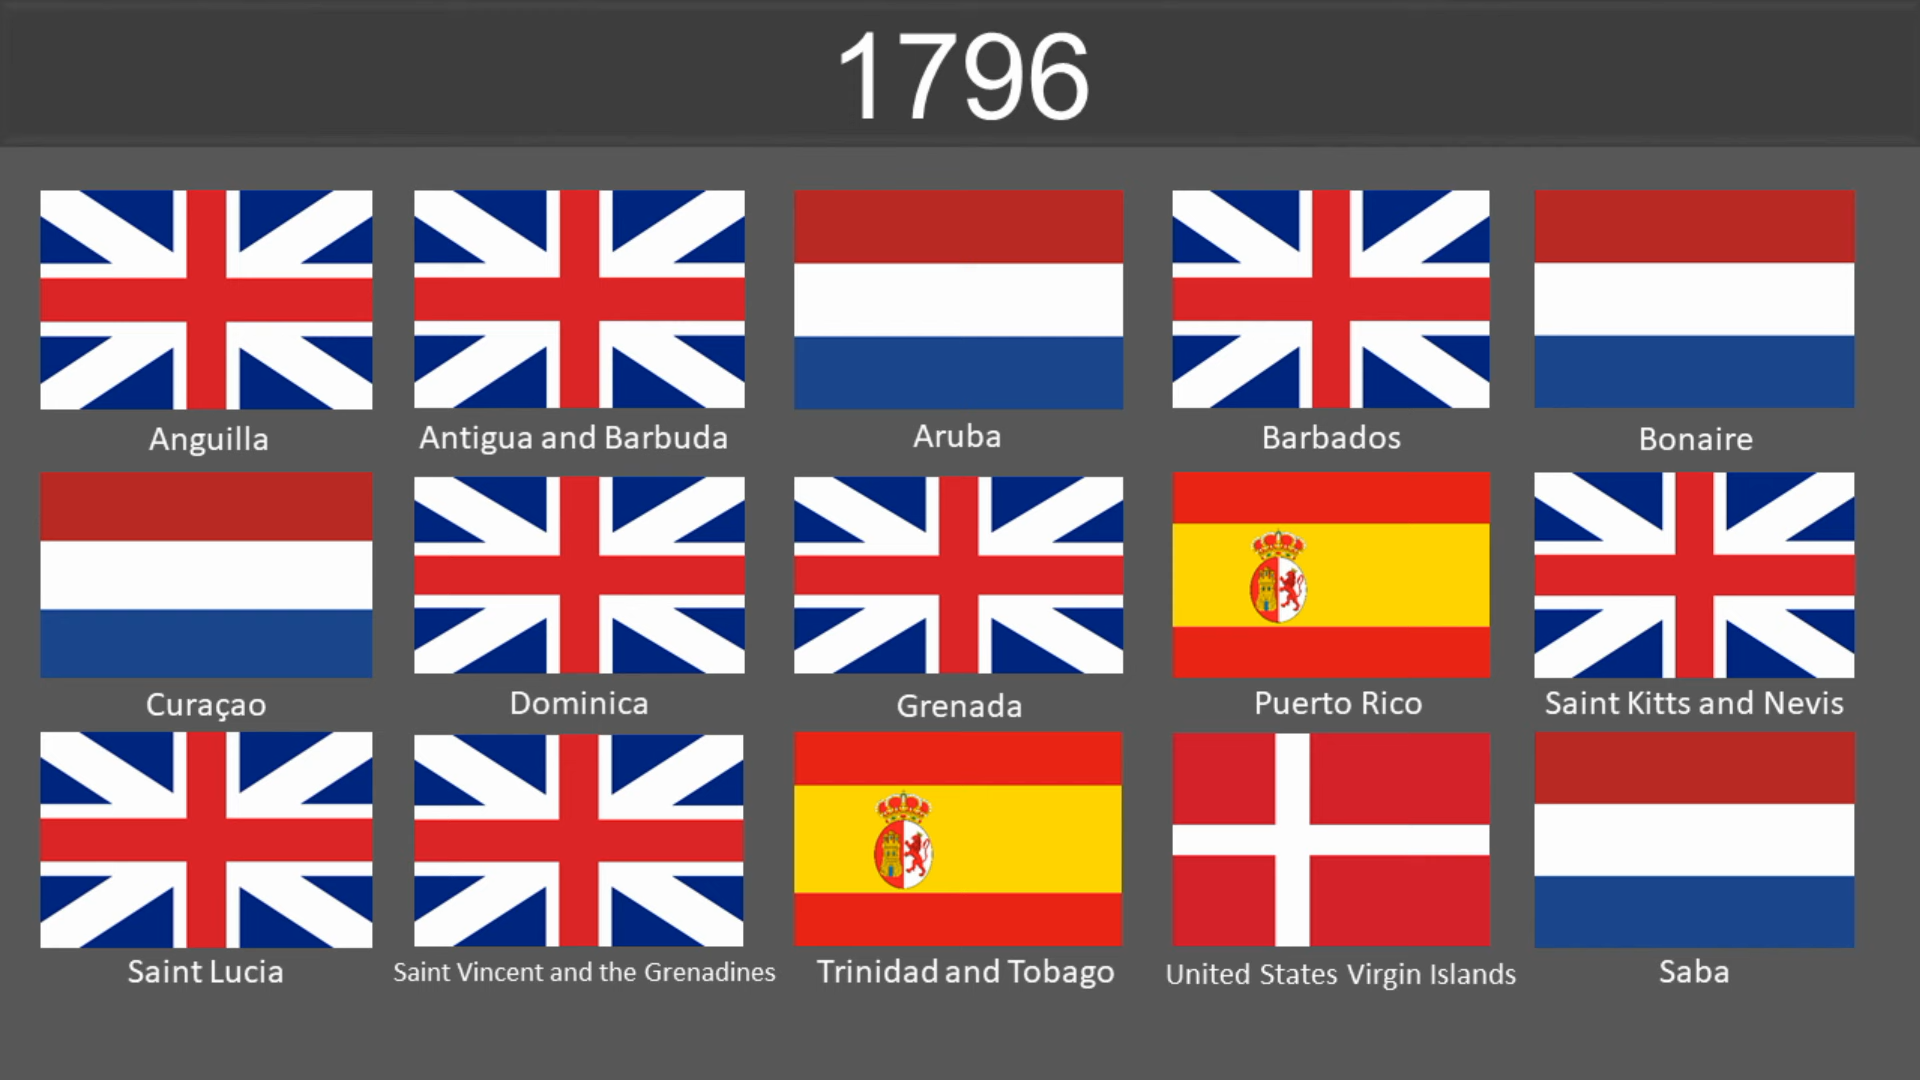 1796
Anguilla
Antigua and Barbuda
Aruba
Barbados
Bonaire
Curaçao
Dominica
Grenada
Puerto Rico
Saint Kitts and Nevis
Saint Lucia
Saint Vincent and the Grenadines
Trinidad and Tobago
United States Virgin Islands
Saba